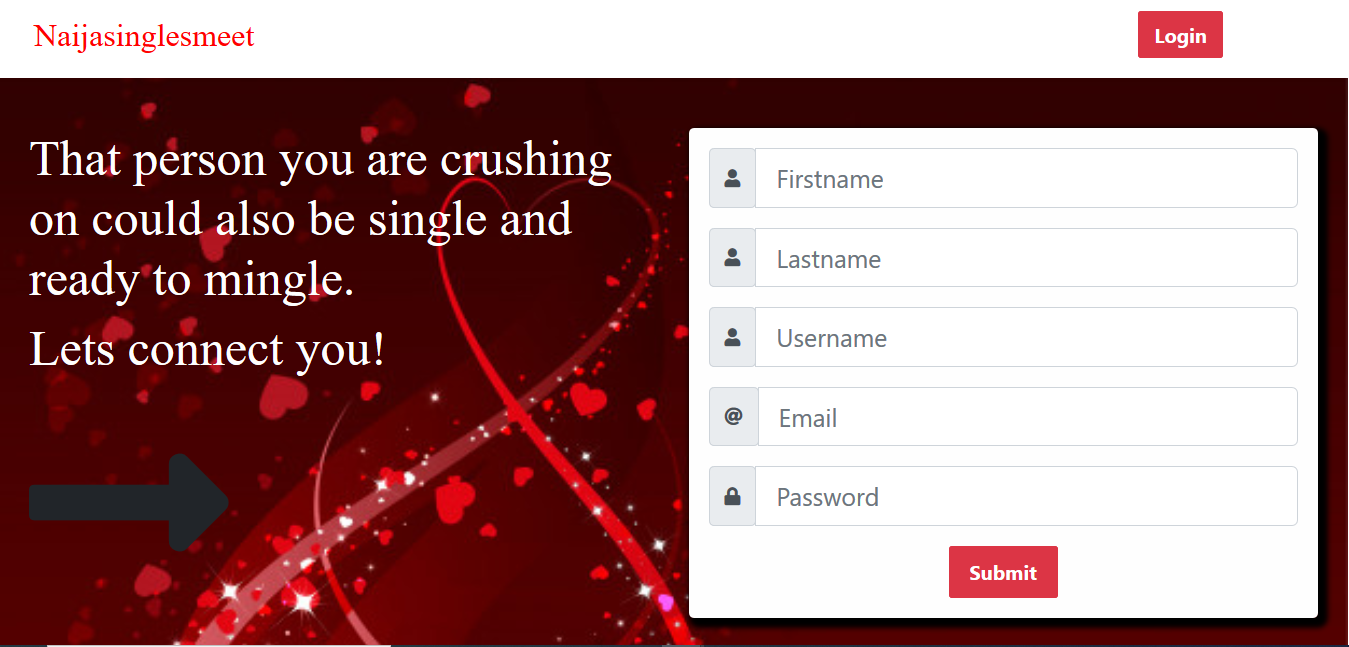 Naijasinglesmeet
Login
That person you are crushing
on could also be single and
ready to mingle.
Lets connect you!
Firstname
Lastname
Username
@ Email
Password
Submit